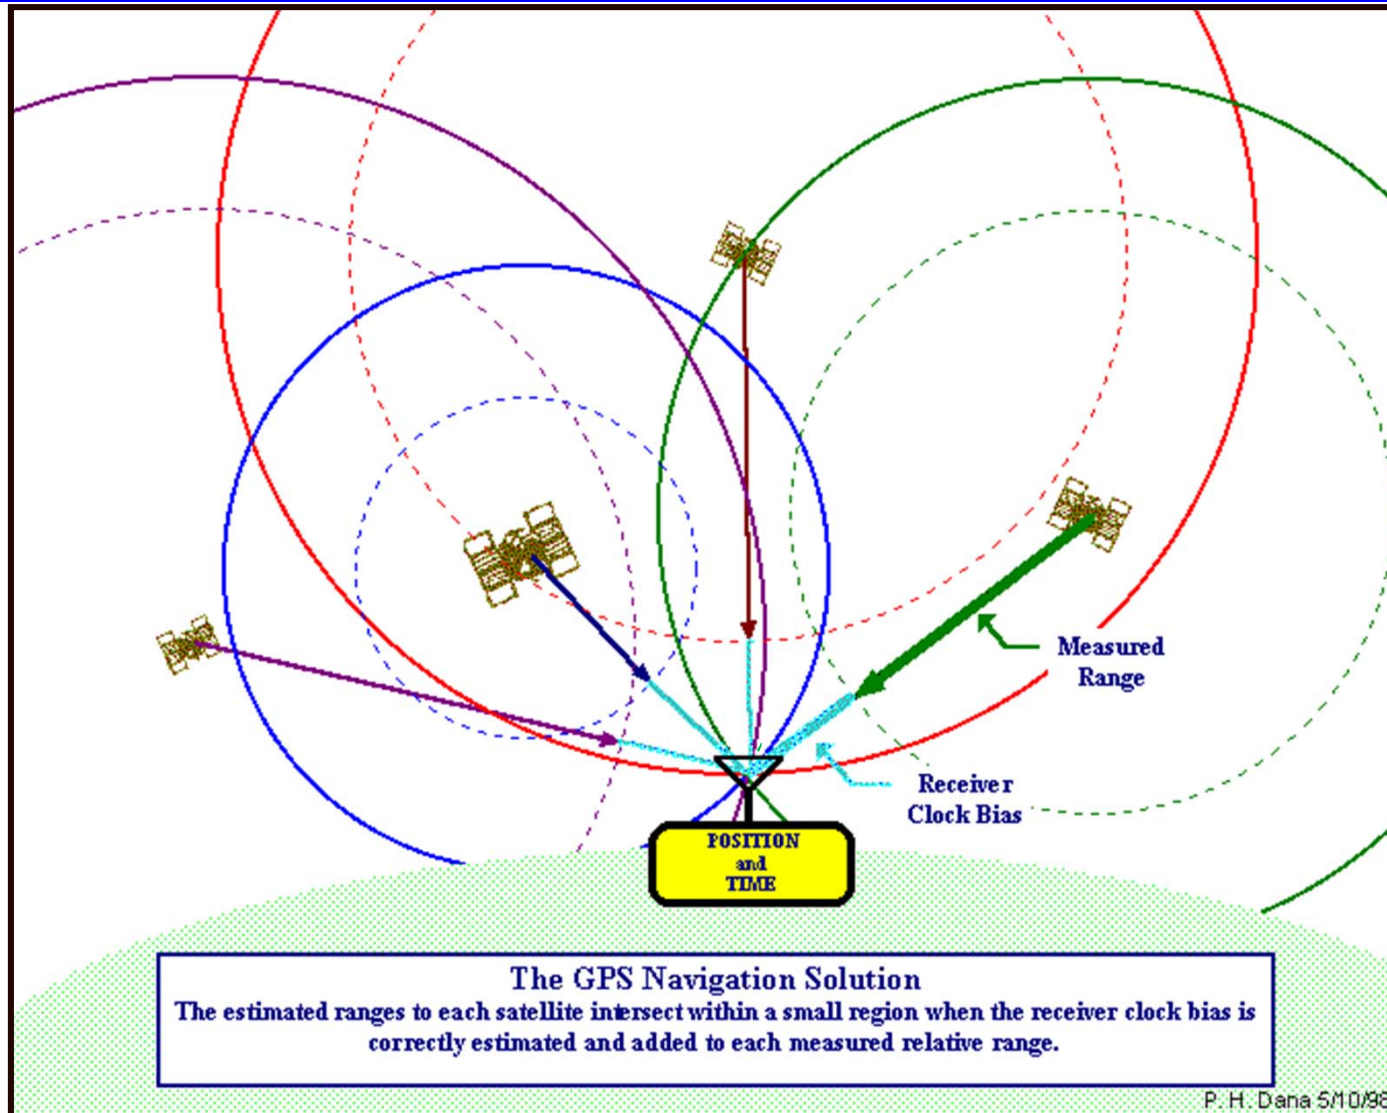 Measured
Range
Receiver
Clock Bias
POSITION
and
TIME
The GPS Navigation Solution
The estimated ranges to each satellite intersect within a small region when the receiver clock bias is
correctly estimated and added to each measured relative range.
P. H. Dana 5/10/98